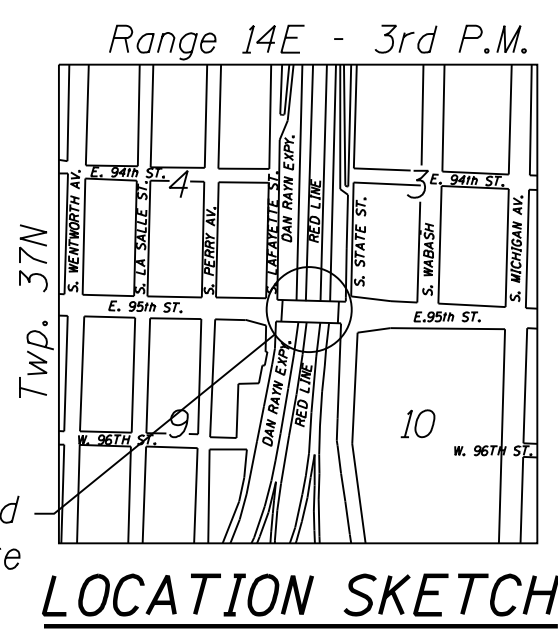 Range 14E - 3rd P.M.
Twp. 37N
S. WENTWORTH AV.
E. 94th ST.
S. LA SALLE ST.
4
S. PERRY AV.
S. LAFAYETTE ST.
DAN RAYN EXPY.
RED LINE
S. STATE ST.
3
E. 94th ST.
S. WABASH
S. MICHIGAN AV.
E. 95th ST.
E.95th ST.
DAN RAYN EXPY.
RED LINE
W. 96TH ST.
9
10
W. 96TH ST.
LOCATION SKETCH